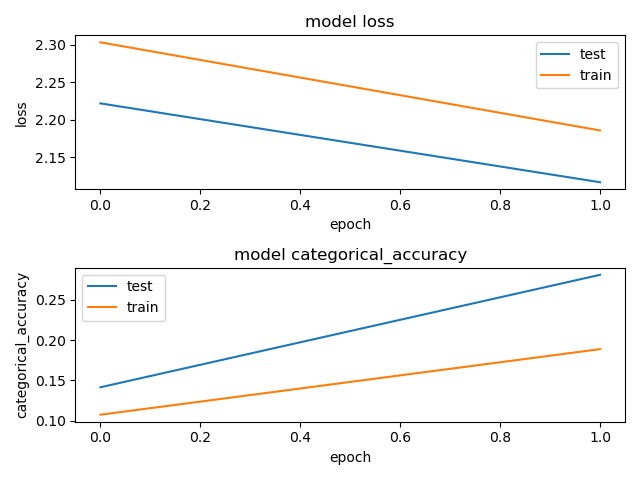 model loss
2.30
2.25
2.20
2.15
loss
test
train
0.0 0.2 0.4 0.6 0.8 1.0
epoch
model categorical_accuracy
0.25
0.20
0.15
0.10
categorical_accuracy
test
train
0.0 0.2 0.4 0.6 0.8 1.0
epoch